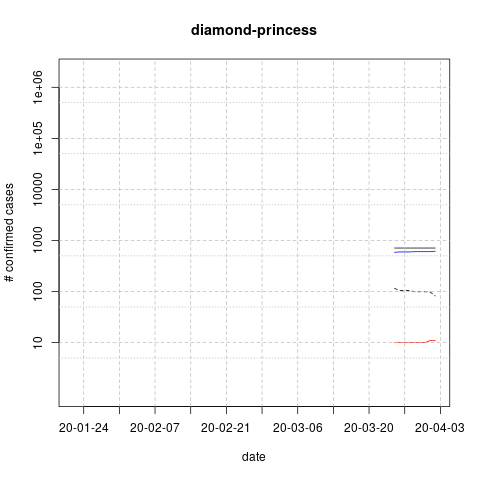 diamond-princess
# confirmed cases
1e+06
1e+05
10000
1000
100
10
20-01-24 20-02-07 20-02-21 20-03-06 20-03-20 20-04-03
date